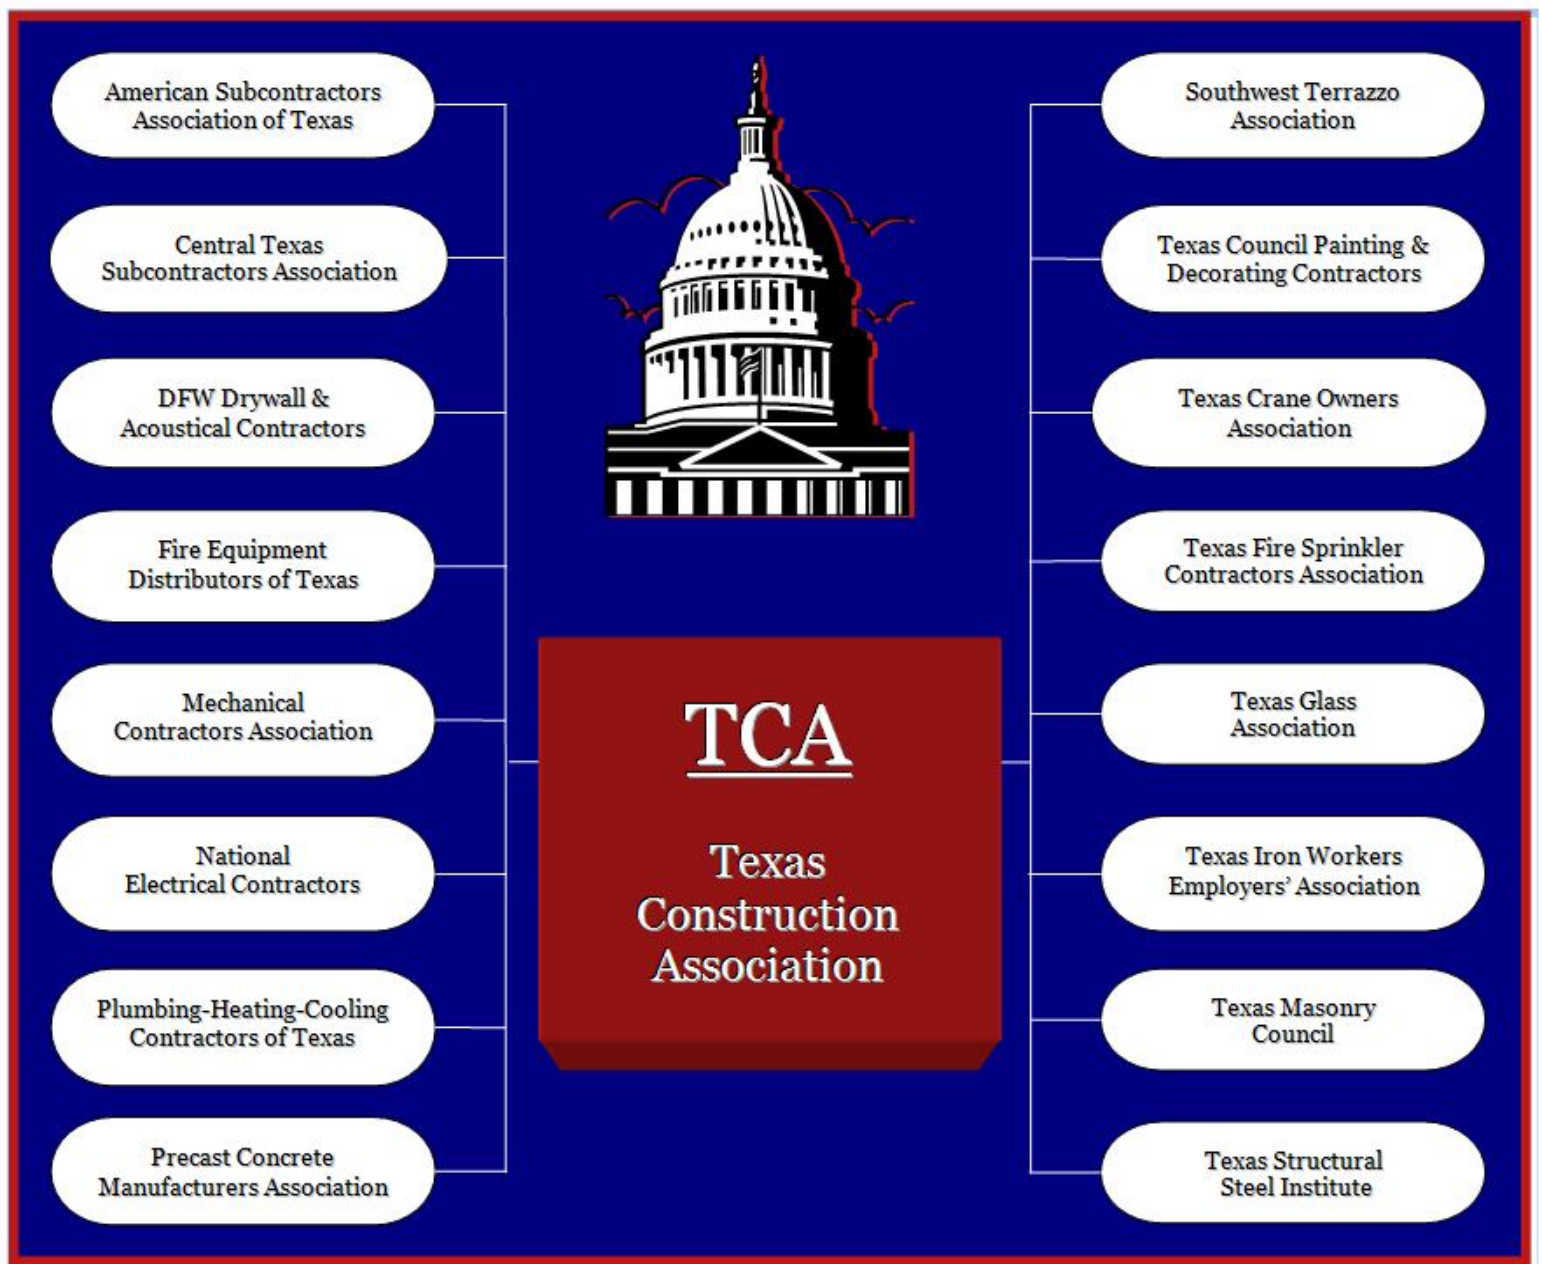 American Subcontractors
Association of Texas
Central Texas
Subcontractors Association
DFW Drywall &
Acoustical Contractors
Fire Equipment
Distributors of Texas
Mechanical
Contractors Association
National
Electrical Contractors
Plumbing-Heating-Cooling
Contractors of Texas
Precast Concrete
Manufacturers Association
TCA
Texas
Construction
Association
Southwest Terrazzo
Association
Texas Council Painting &
Decorating Contractors
Texas Crane Owners
Association
Texas Fire Sprinkler
Contractors Association
Texas Glass
Association
Texas Iron Workers
Employers’ Association
Texas Masonry
Council
Texas Structural
Steel Institute